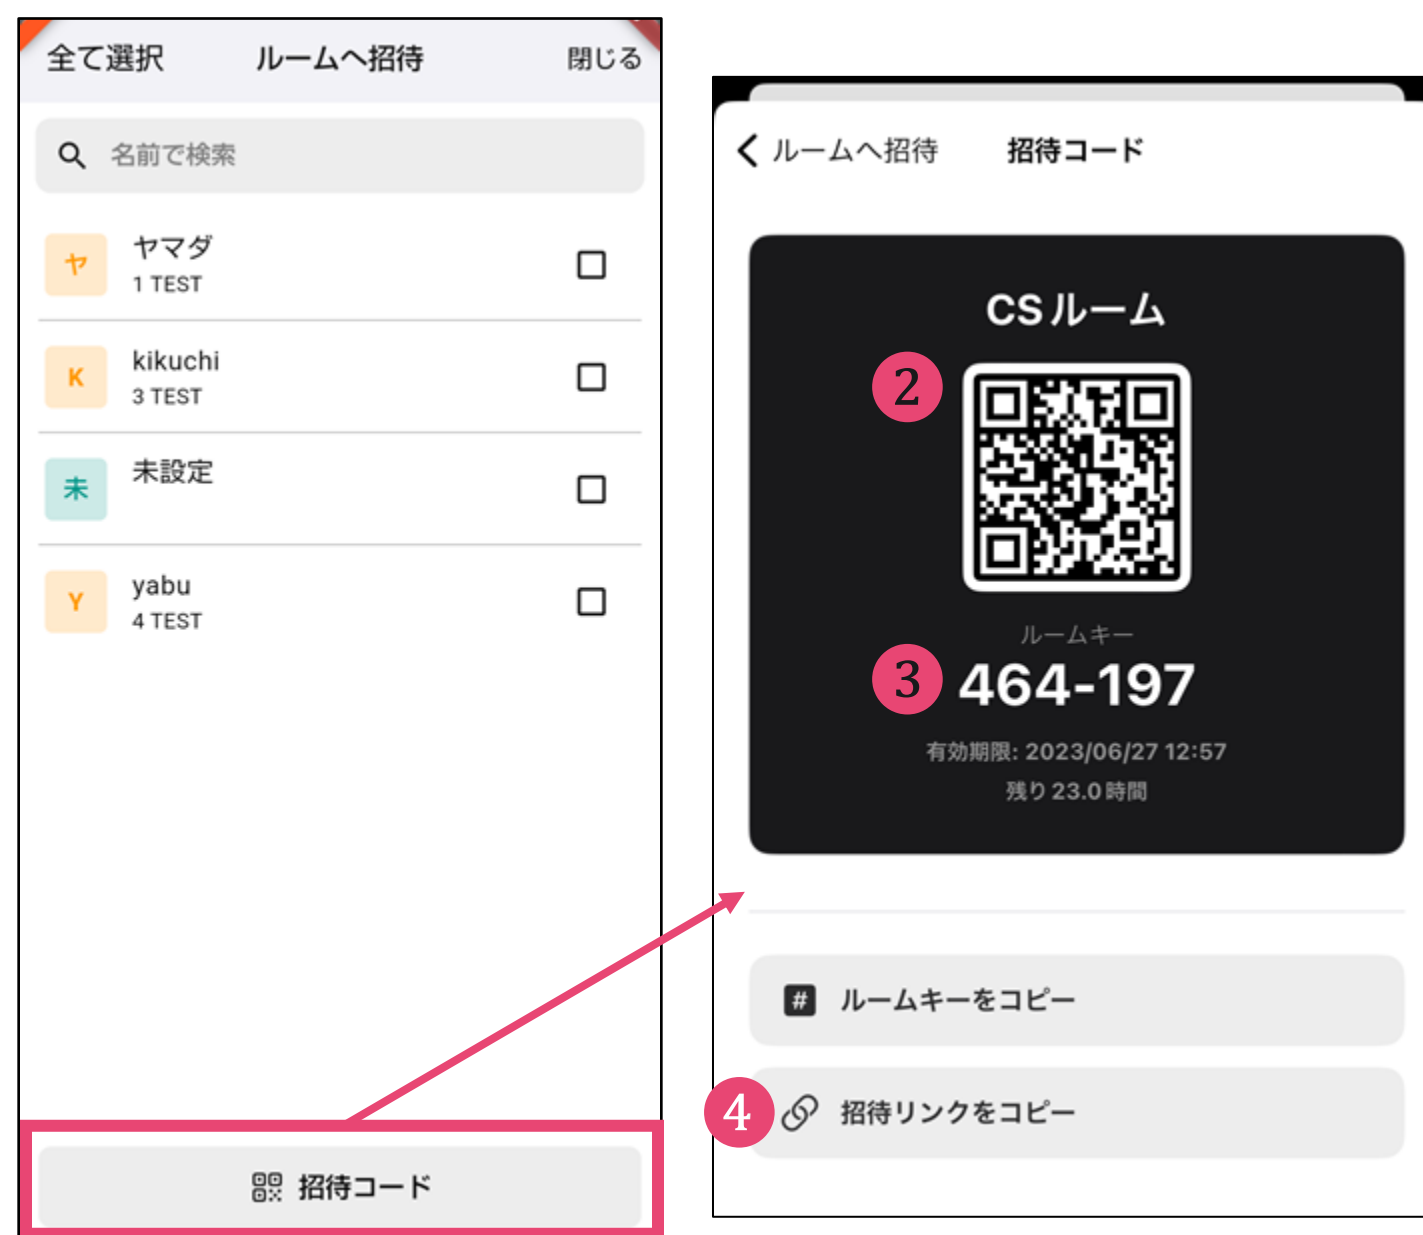 全て選択 ルームへ招待 閉じる
名前で検索
ヤ ヤマダ
1 TEST
K kikuchi
3 TEST
未 未設定
Y yabu
4 TEST
招待コード
ルームへ招待 招待コード
CSルーム
2
ルームキー
3 464-197
有効期限: 2023/06/27 12:57
残り 23.0 時間
# ルームキーをコピー
4 招待リンクをコピー